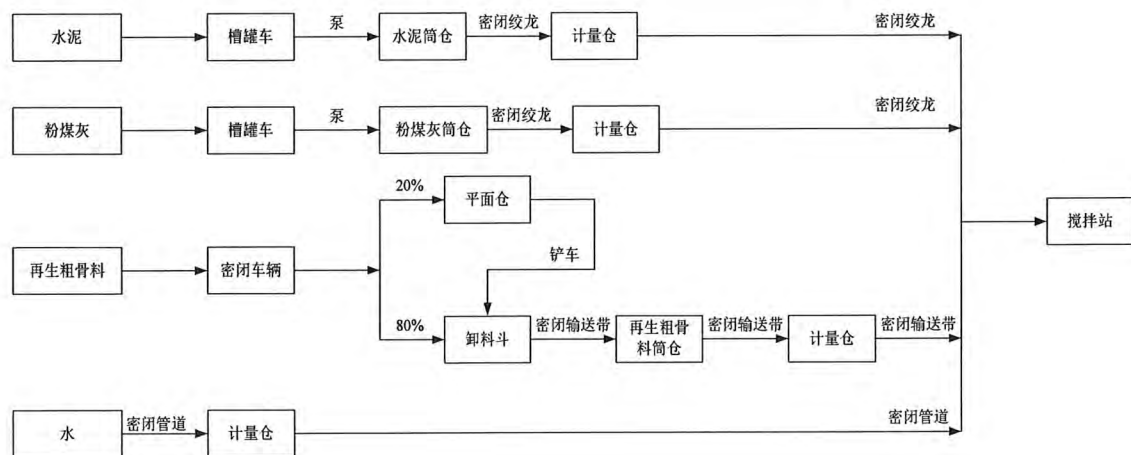 水泥
槽罐车
泵
水泥筒仓
密闭绞龙
计量仓
密闭绞龙
粉煤灰
槽罐车
泵
粉煤灰筒仓
密闭绞龙
计量仓
密闭绞龙
20%
平面仓
铲车
搅拌站
再生粗骨料
密闭车辆
80%
卸料斗
密闭输送带
再生粗骨
料筒仓
密闭输送带
计量仓
密闭输送带
水
密闭管道
计量仓
密闭管道